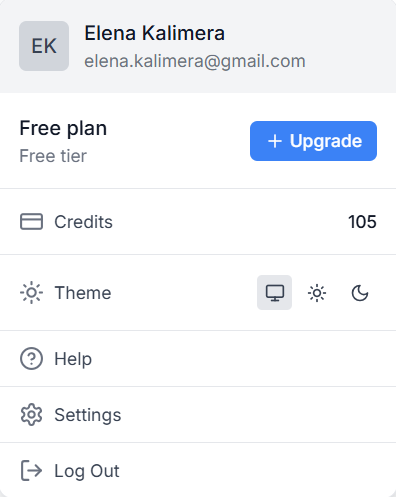 EK
Elena Kalimera
elena.kalimera@gmail.com
Free plan
Free tier
+ Upgrade
Credits 105
Theme
Help
Settings
Log Out